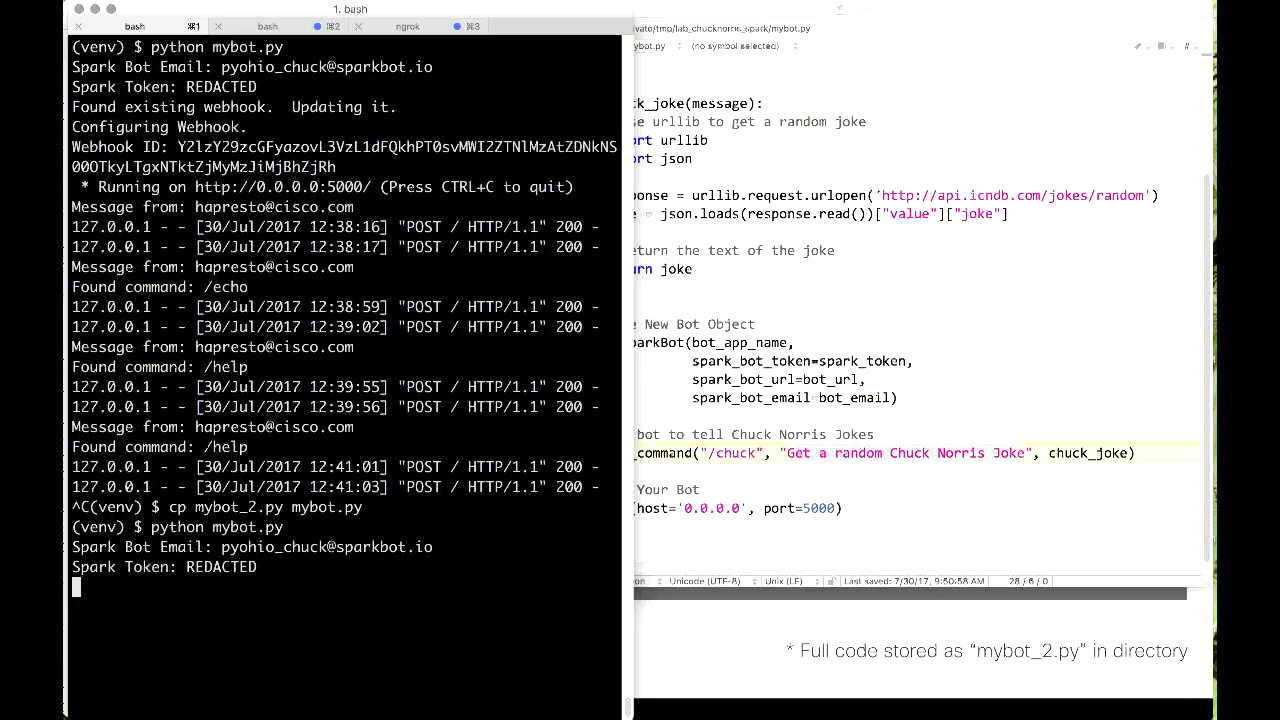 1. bash
bash ⌘1
bash ⌘2
ngrok ⌘3
(venv) $ python mybot.py
Spark Bot Email: pyohio_chuck@sparkbot.io
Spark Token: REDACTED
Found existing webhook.  Updating it.
Configuring Webhook.
Webhook ID: Y2lzY29zcGFyazovL3VzL1dFQkhPT0svMWI2ZTNlMzAtZDNkNS
00OTkyLTgxNTktZjMyMzJiMjBhZjRh
 * Running on http://0.0.0.0:5000/ (Press CTRL+C to quit)
Message from: hapresto@cisco.com
127.0.0.1 - - [30/Jul/2017 12:38:16] "POST / HTTP/1.1" 200 -
127.0.0.1 - - [30/Jul/2017 12:38:17] "POST / HTTP/1.1" 200 -
Message from: hapresto@cisco.com
Found command: /echo
127.0.0.1 - - [30/Jul/2017 12:38:59] "POST / HTTP/1.1" 200 -
127.0.0.1 - - [30/Jul/2017 12:39:02] "POST / HTTP/1.1" 200 -
Message from: hapresto@cisco.com
Found command: /help
127.0.0.1 - - [30/Jul/2017 12:39:55] "POST / HTTP/1.1" 200 -
127.0.0.1 - - [30/Jul/2017 12:39:56] "POST / HTTP/1.1" 200 -
Message from: hapresto@cisco.com
Found command: /help
127.0.0.1 - - [30/Jul/2017 12:41:01] "POST / HTTP/1.1" 200 -
127.0.0.1 - - [30/Jul/2017 12:41:03] "POST / HTTP/1.1" 200 -
^C(venv) $ cp mybot_2.py mybot.py
(venv) $ python mybot.py
Spark Bot Email: pyohio_chuck@sparkbot.io
Spark Token: REDACTED
vate/tmp/lab_chucknorris_spark/mybot.py
ybot.py (no symbol selected) #
ck_joke(message):
se urllib to get a random joke
ort urllib
ort json
ponse = urllib.request.urlopen('http://api.icndb.com/jokes/random')
e = json.loads(response.read())["value"]["joke"]
eturn the text of the joke
urn joke
e New Bot Object
parkBot(bot_app_name,
spark_bot_token=spark_token,
spark_bot_url=bot_url,
spark_bot_email=bot_email)
bot to tell Chuck Norris Jokes
_command("/chuck", "Get a random Chuck Norris Joke", chuck_joke)
Your Bot
(host='0.0.0.0', port=5000)
on Unicode (UTF-8) Unix (LF) Last saved: 7/30/17, 9:50:58 AM 28 / 6 / 0
* Full code stored as “mybot_2.py” in directory